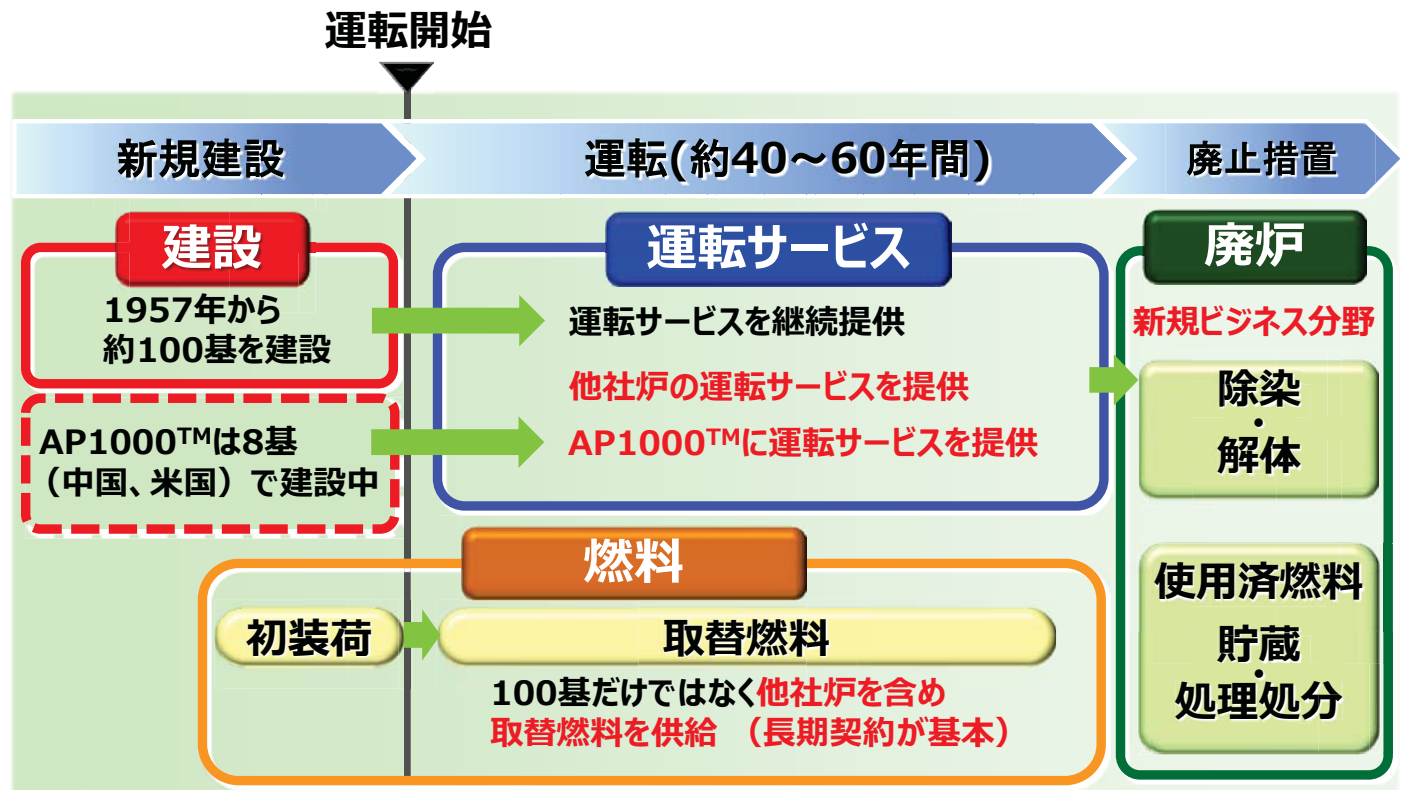 運転開始
新規建設
運転(約40～60年間)
廃止措置
建設
1957年から
約100基を建設
AP1000™は8基
（中国、米国）で建設中
運転サービス
運転サービスを継続提供
他社炉の運転サービスを提供
AP1000™に運転サービスを提供
燃料
初装荷
取替燃料
100基だけではなく他社炉を含め
取替燃料を供給 （長期契約が基本）
廃炉
新規ビジネス分野
除染
・
解体
使用済燃料
貯蔵
・
処理処分